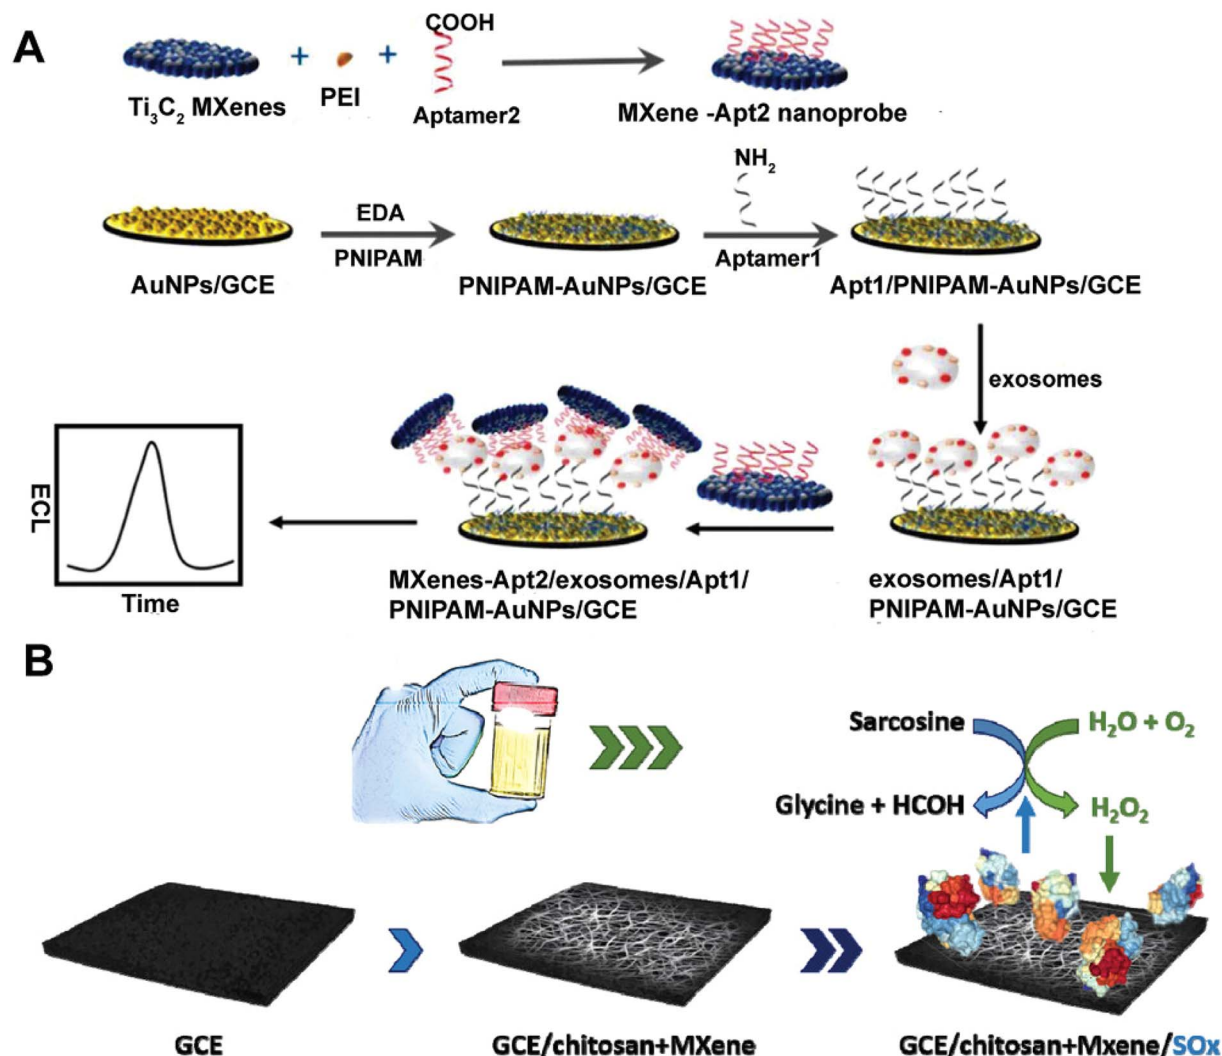 A
COOH
Ti₃C₂ MXenes + PEI + Aptamer2
MXene -Apt2 nanoprobe
NH₂
EDA
PNIPAM
Aptamer1
AuNPs/GCE
PNIPAM-AuNPs/GCE
Apt1/PNIPAM-AuNPs/GCE
exosomes
ECL
Time
MXenes-Apt2/exosomes/Apt1/
PNIPAM-AuNPs/GCE
exosomes/Apt1/
PNIPAM-AuNPs/GCE
B
Sarcosine
H₂O + O₂
Glycine + HCOH
H₂O₂
GCE
GCE/chitosan+MXene
GCE/chitosan+Mxene/SOx